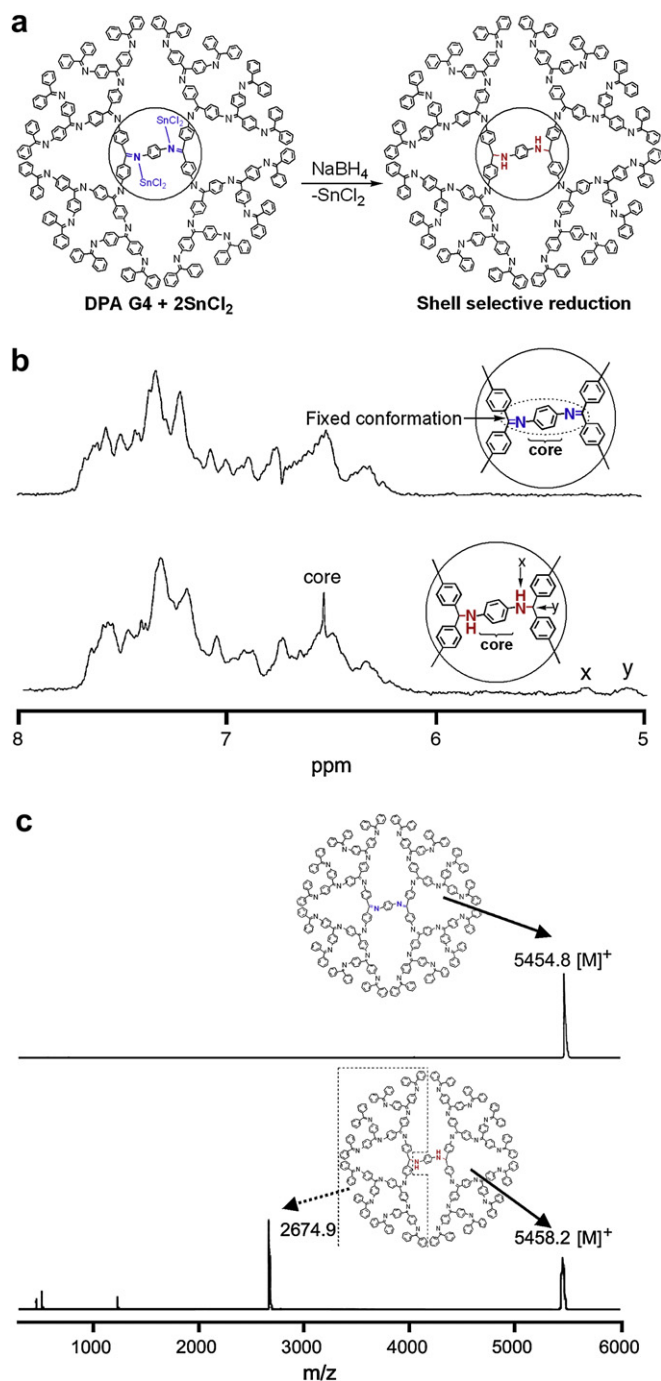 a
SnCl2
SnCl2
NaBH4
-SnCl2
DPA G4 + 2SnCl2
Shell selective reduction
b
Fixed conformation
N
N
core
core
x
H
N
N
y
H
core
x
y
8
7
6
5
ppm
c
N
N
5454.8 [M]+
2674.9
5458.2 [M]+
1000
2000
3000
4000
5000
6000
m/z